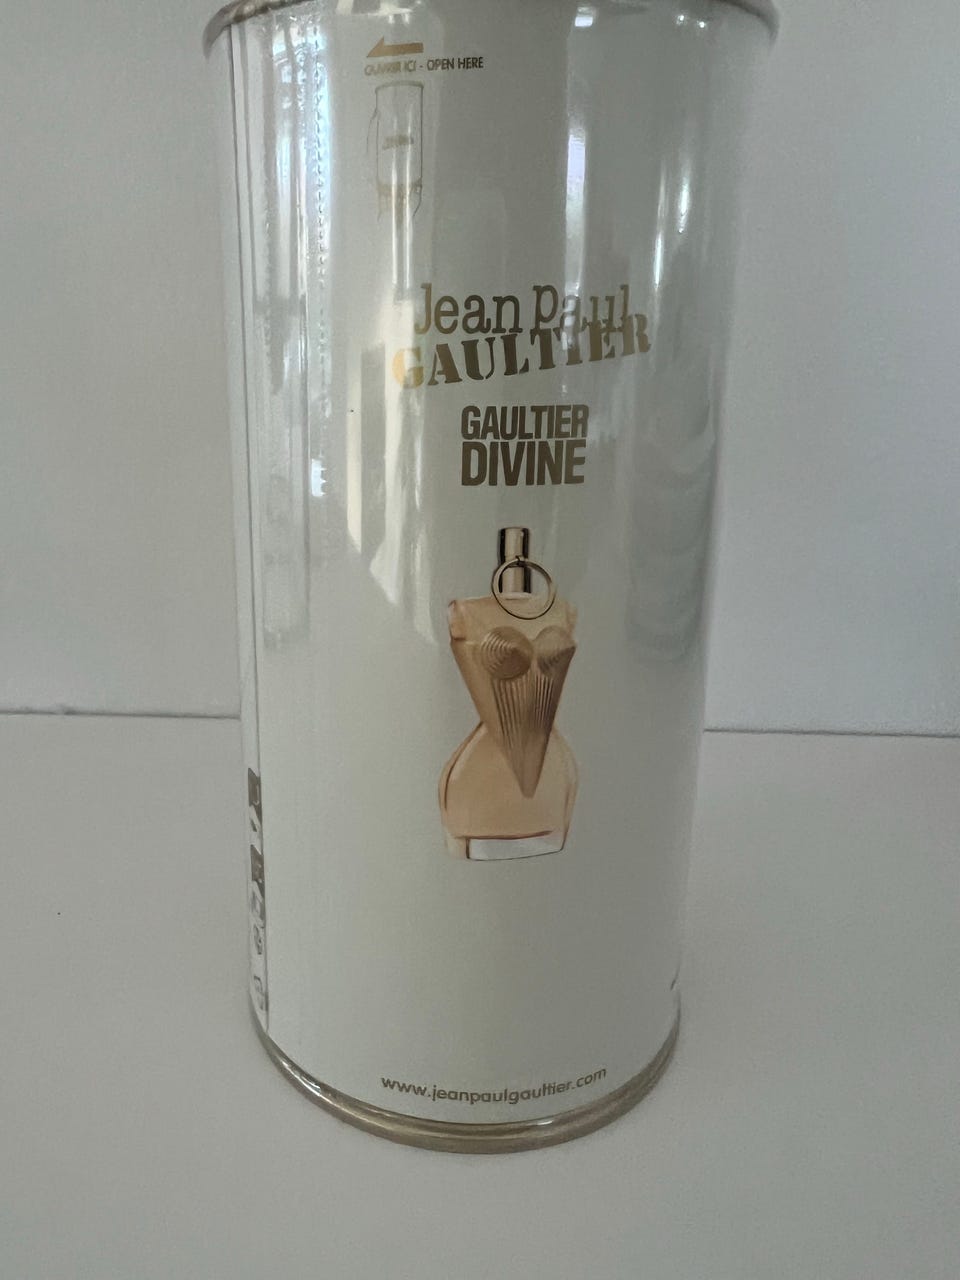 OUVRIR ICI - OPEN HERE
Jean Paul
GAULTIER
GAULTIER
DIVINE
www.jeanpaulgaultier.com